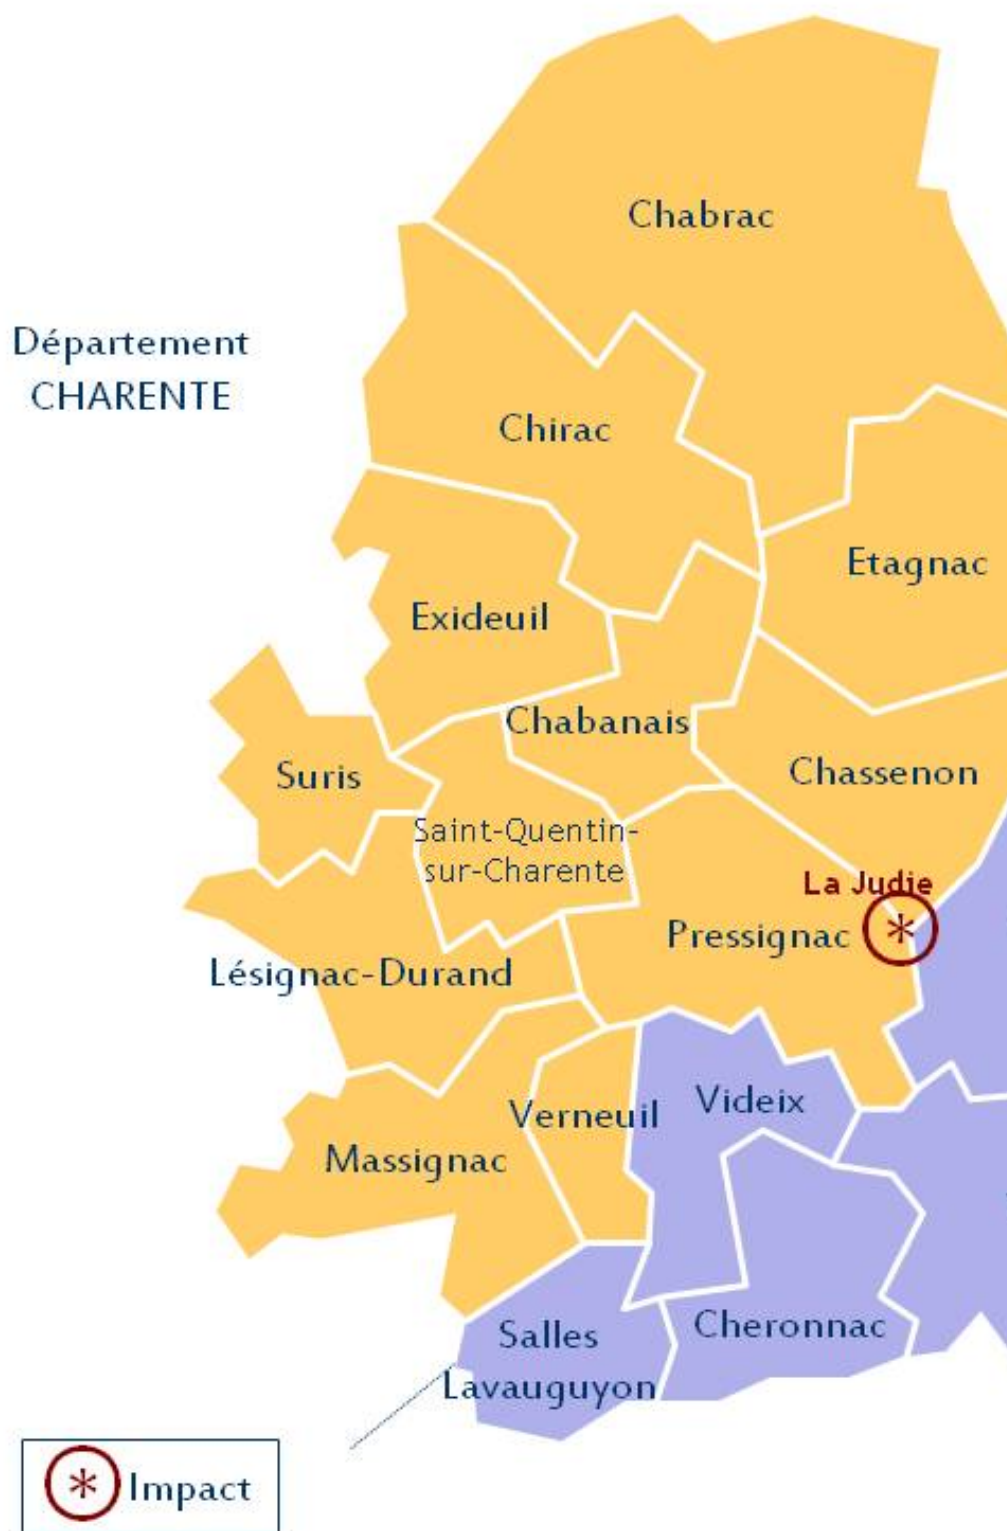 Chabrac
Département
CHARENTE
Chirac
Etagnac
Exideuil
Chabanais
Suris
Chassenon
Saint-Quentin-
sur-Charente
La Judie
Pressignac
*
Lésignac-Durand
Videix
Verneuil
Massignac
Cheronnac
Salles
Lavauguyon
* Impact